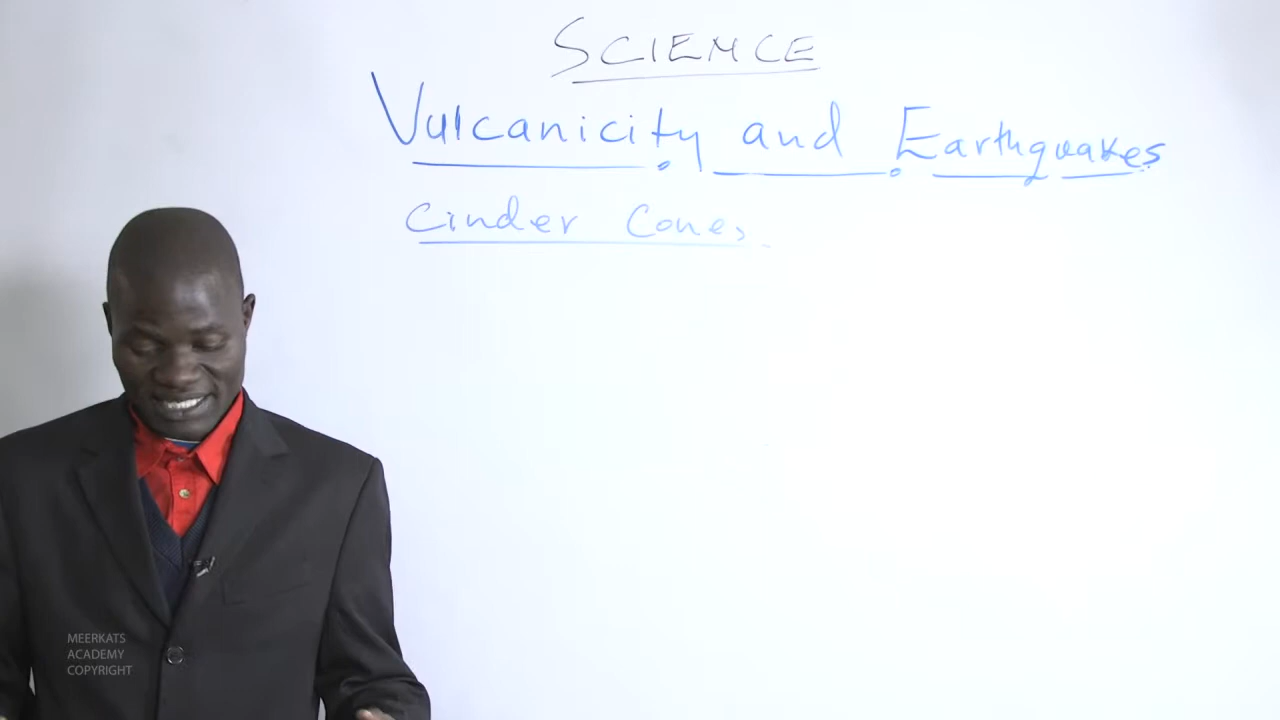 SCIENCE
Vulcanicity and Earthquakes
Cinder Cones
MEERKATS
ACADEMY
COPYRIGHT